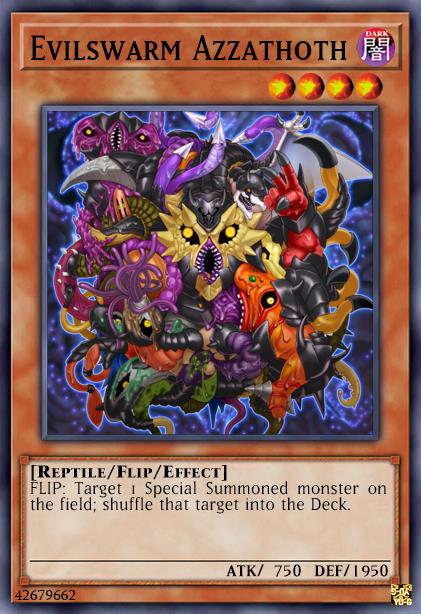 Evilswarm Azzathoth
DARK
闇
[Reptile/Flip/Effect]
FLIP: Target 1 Special Summoned monster on
the field; shuffle that target into the Deck.
ATK/ 750 DEF/1950
42679662